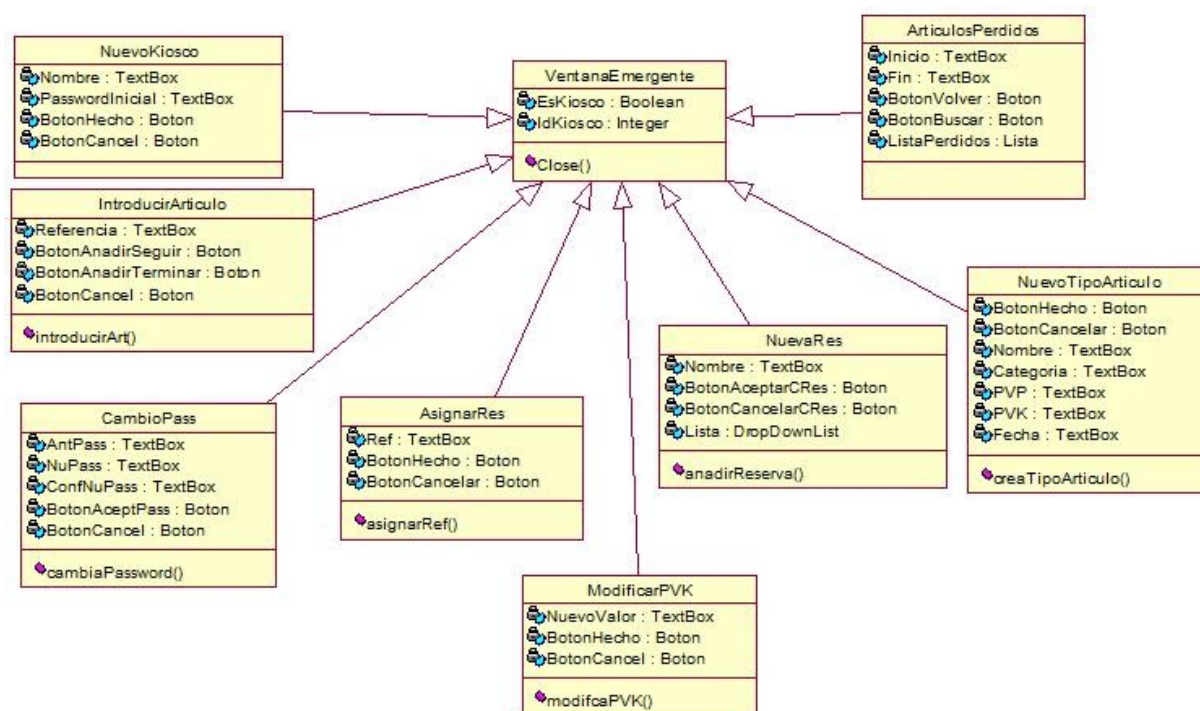 NuevoKiosco
Nombre : TextBox
PasswordInicial : TextBox
BotonHecho : Boton
BotonCancel : Boton
VentanaEmergente
EsKiosco : Boolean
IdKiosco : Integer
Close()
ArticulosPerdidos
Inicio : TextBox
Fin : TextBox
BotonVolver : Boton
BotonBuscar : Boton
ListaPerdidos : Lista
IntroducirArticulo
Referencia : TextBox
BotonAnadirSeguir : Boton
BotonAnadirTerminar : Boton
BotonCancel : Boton
introducirArt()
NuevoTipoArticulo
BotonHecho : Boton
BotonCancelar : Boton
Nombre : TextBox
Categoria : TextBox
PVP : TextBox
PVK : TextBox
Fecha : TextBox
creaTipoArticulo()
NuevaRes
Nombre : TextBox
BotonAceptarCRes : Boton
BotonCancelarCRes : Boton
Lista : DropDownList
anadirReserva()
CambioPass
AntPass : TextBox
NuPass : TextBox
ConfNuPass : TextBox
BotonAceptPass : Boton
BotonCancel : Boton
cambiaPassword()
AsignarRes
Ref : TextBox
BotonHecho : Boton
BotonCancelar : Boton
asignarRef()
ModificarPVK
NuevoValor : TextBox
BotonHecho : Boton
BotonCancel : Boton
modifcaPVK()